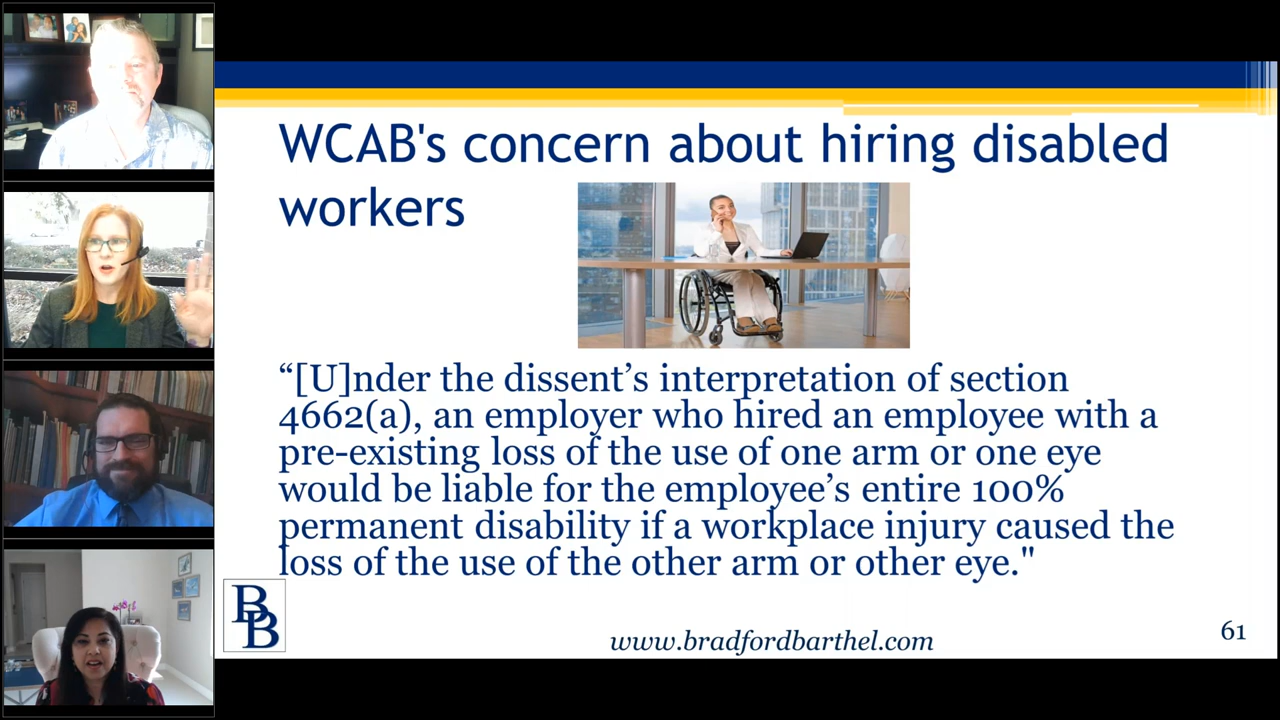 WCAB's concern about hiring disabled
workers
“[U]nder the dissent’s interpretation of section
4662(a), an employer who hired an employee with a
pre-existing loss of the use of one arm or one eye
would be liable for the employee’s entire 100%
permanent disability if a workplace injury caused the
loss of the use of the other arm or other eye."
BB
www.bradfordbarthel.com
61